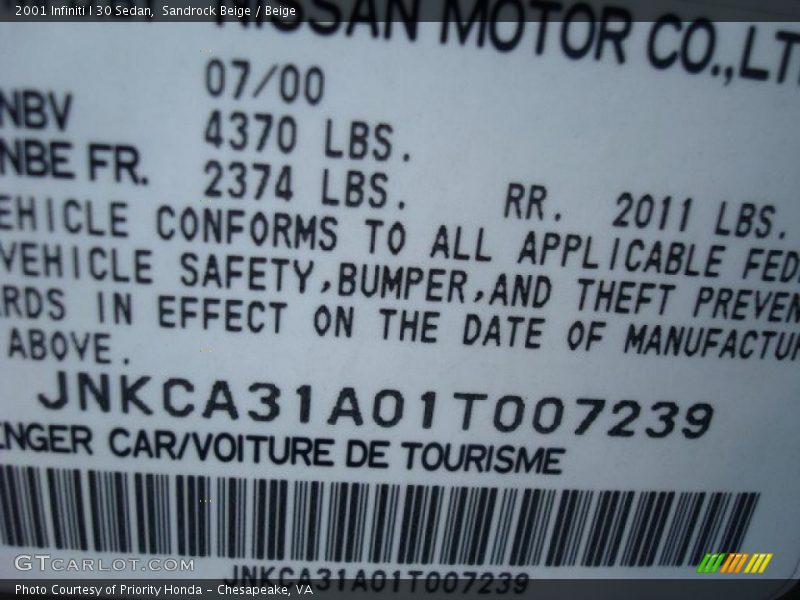 2001 Infiniti I 30 Sedan,  Sandrock Beige / Beige
NISSAN MOTOR CO.,LT
07/00
NBV 4370 LBS.
NBE FR. 2374 LBS. RR. 2011 LBS.
EHICLE CONFORMS TO ALL APPLICABLE FED
VEHICLE SAFETY,BUMPER,AND THEFT PREVEN
RDS IN EFFECT ON THE DATE OF MANUFACTU
ABOVE.
JNKCA31A01T007239
ENGER CAR/VOITURE DE TOURISME
JNKCA31A01T007239
GTCARLOT.COM
Photo Courtesy of Priority Honda – Chesapeake, VA